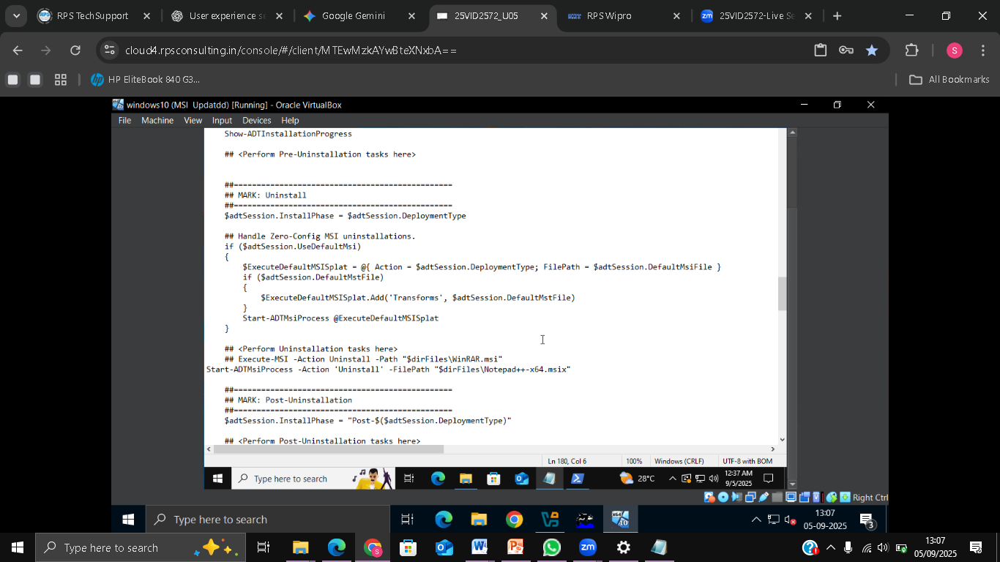 RPS TechSupport
User experience se
Google Gemini
25VID2572_U05
RPS Wipro
25VID2572-Live Se
cloud4.rpsconsulting.in/console/#/client/MTEwMzkAYwBteXNxbA==
S
HP EliteBook 840 G3...
All Bookmarks
windows10 (MSI Updatdd) [Running] - Oracle VirtualBox
File Machine View Input Devices Help
Show-ADTInstallationProgress
## <Perform Pre-Uninstallation tasks here>
##================================================
## MARK: Uninstall
##================================================
$adtSession.InstallPhase = $adtSession.DeploymentType
## Handle Zero-Config MSI uninstallations.
if ($adtSession.UseDefaultMsi)
{
$ExecuteDefaultMSISplat = @{ Action = $adtSession.DeploymentType; FilePath = $adtSession.DefaultMsiFile }
if ($adtSession.DefaultMstFile)
{
$ExecuteDefaultMSISplat.Add('Transforms', $adtSession.DefaultMstFile)
}
Start-ADTMsiProcess @ExecuteDefaultMSISplat
}
## <Perform Uninstallation tasks here>
## Execute-MSI -Action Uninstall -Path "$dirFiles\WinRAR.msi"
Start-ADTMsiProcess -Action 'Uninstall' -FilePath "$dirFiles\Notepad++-x64.msix"
##================================================
## MARK: Post-Uninstallation
##================================================
$adtSession.InstallPhase = "Post-$($adtSession.DeploymentType)"
## <Perform Post-Uninstallation tasks here>
Ln 180, Col 6 100% Windows (CRLF) UTF-8 with BOM
Type here to search
28°C
12:37 AM
9/5/2025
Right Ctrl
Type here to search
13:07
05-09-2025
3
Type here to search
13:07
05/09/2025